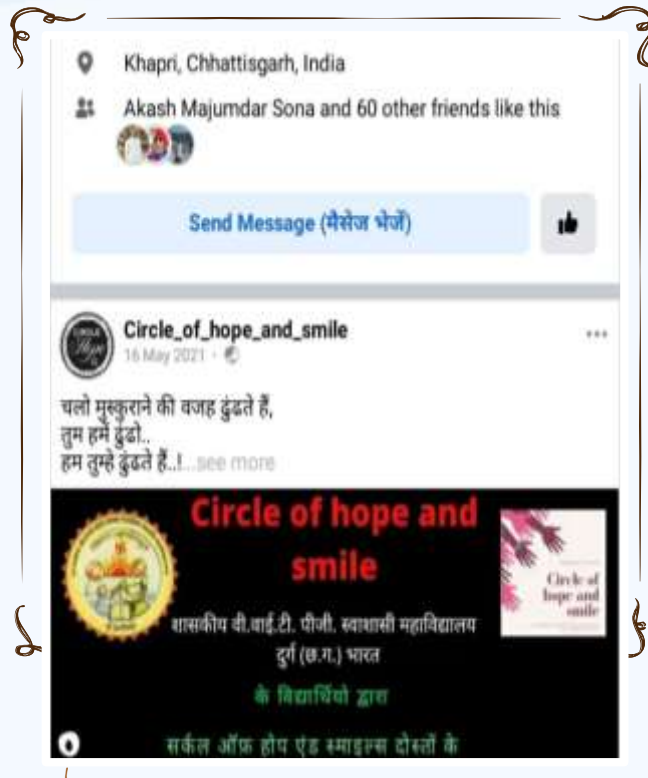 Khapri, Chhattisgarh, India
Akash Majumdar Sona and 60 other friends like this
Send Message (मैसेज भेजें)
Circle_of_hope_and_smile
16 May 2021
चलो मुस्कुराने की वजह ढुंढते हैं,
तुम हमें ढुंढो..
हम तुम्हे ढुंढते हैं..!...see more
Circle of hope and
smile
Circle of
hope and
smile
शासकीय वी.वाई.टी. पीजी. स्वाशासी महाविद्यालय
दुर्ग (छ.ग.) भारत
के विद्यार्थियो द्वारा
सर्कल ऑफ़ होप एंड स्माइल्स दोस्तों के